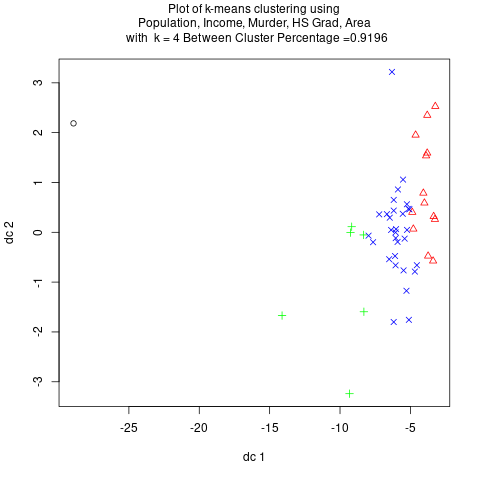 Plot of k-means clustering using
Population, Income, Murder, HS Grad, Area
with k = 4 Between Cluster Percentage =0.9196
dc 2
3
2
1
0
-1
-2
-3
-25
-20
-15
-10
-5
dc 1